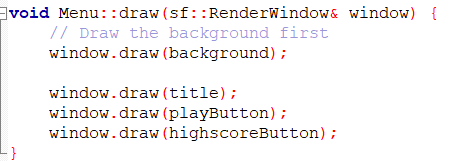 void Menu::draw(sf::RenderWindow& window) {
    // Draw the background first
    window.draw(background);

    window.draw(title);
    window.draw(playButton);
    window.draw(highscoreButton);
}